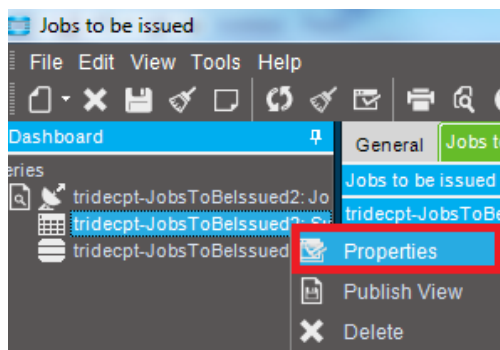 Jobs to be issued
File Edit View Tools Help
Dashboard
General Jobs t
eries
Jobs to be issued
tridecpt-JobsToBeIssued2: Jo
tridecpt-JobsToBeIssued2: S
tridecpt-JobsToBe
tridecpt-JobsToBeIssued
Properties
Publish View
Delete